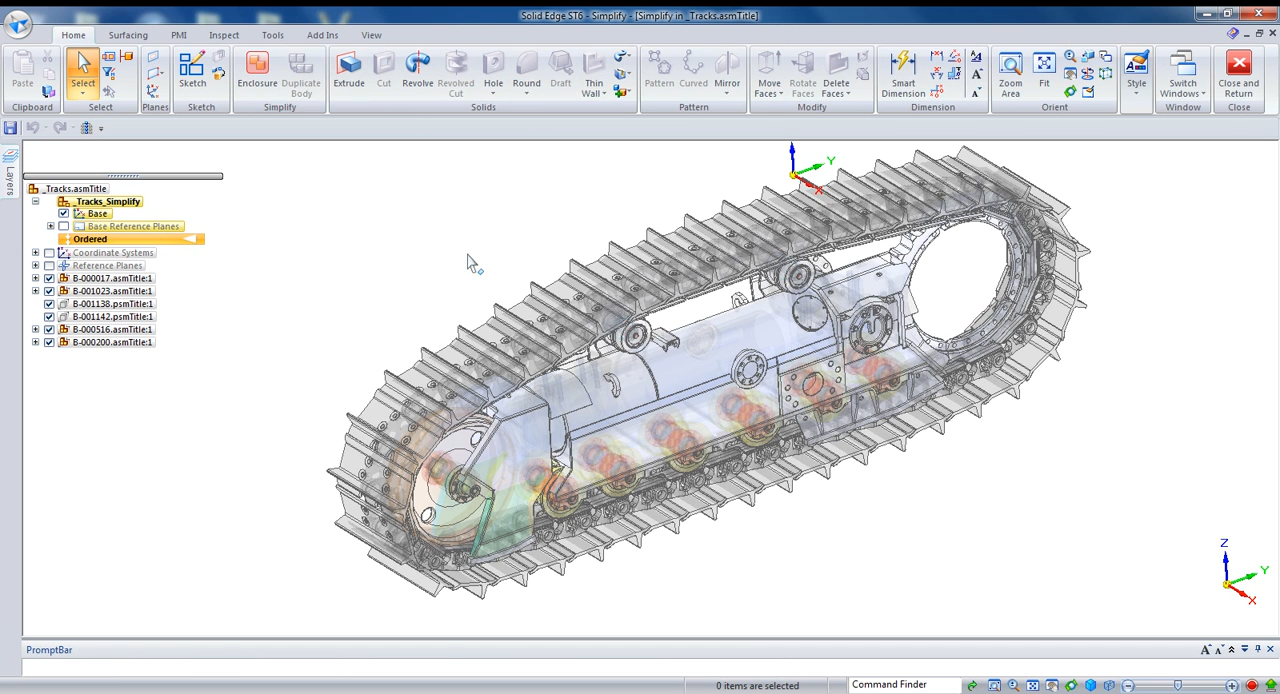 Solid Edge ST6 - Simplify - [Simplify in _Tracks.asmTitle]
Home Surfacing PMI Inspect Tools Add Ins View
Paste
Clipboard
Select
Select
Planes
Sketch
Sketch
Enclosure Duplicate Body
Simplify
Extrude Cut Revolve Revolved Cut Hole Round Draft Thin Wall
Solids
Pattern Curved Mirror
Pattern
Move Faces Rotate Faces Delete Faces
Modify
Smart Dimension
Dimension
Zoom Area Fit
Orient
Style
Style
Switch Windows
Window
Close and Return
Close
Layers
_Tracks.asmTitle
_Tracks_Simplify
Base
Base Reference Planes
Ordered
Coordinate Systems
Reference Planes
B-000017.asmTitle:1
B-001023.asmTitle:1
B-001138.psmTitle:1
B-001142.psmTitle:1
B-000516.asmTitle:1
B-000200.asmTitle:1
Y
X
Z
Y
X
PromptBar
0 items are selected
Command Finder